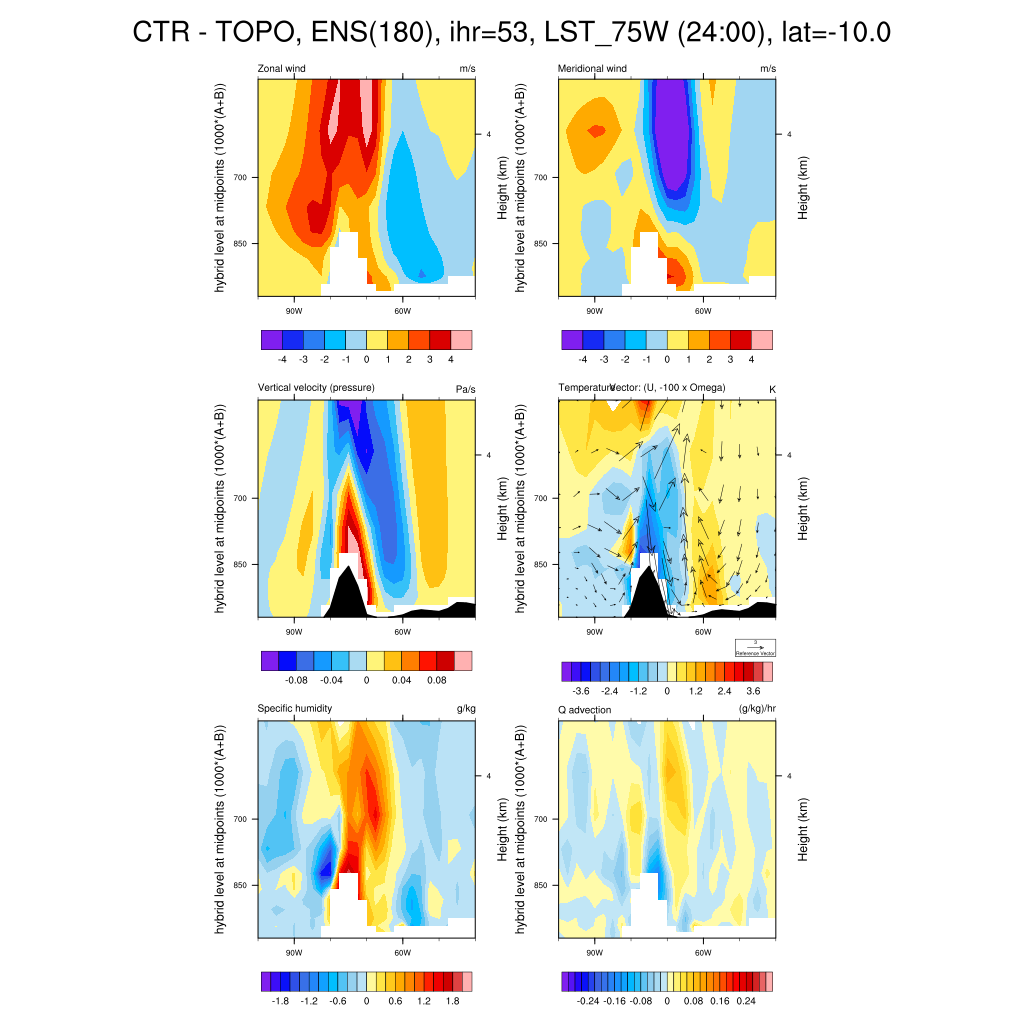 CTR - TOPO, ENS(180), ihr=53, LST_75W (24:00), lat=-10.0
Zonal wind m/s
hybrid level at midpoints (1000*(A+B))
700
850
4
Height (km)
90W 60W
-4 -3 -2 -1 0 1 2 3 4
Meridional wind m/s
hybrid level at midpoints (1000*(A+B))
700
850
4
Height (km)
90W 60W
-4 -3 -2 -1 0 1 2 3 4
Vertical velocity (pressure) Pa/s
hybrid level at midpoints (1000*(A+B))
700
850
4
Height (km)
90W 60W
-0.08 -0.04 0 0.04 0.08
Temperature Vector: (U, -100 x Omega) K
hybrid level at midpoints (1000*(A+B))
700
850
4
Height (km)
90W 60W
3
Reference Vector
-3.6 -2.4 -1.2 0 1.2 2.4 3.6
Specific humidity g/kg
hybrid level at midpoints (1000*(A+B))
700
850
4
Height (km)
90W 60W
-1.8 -1.2 -0.6 0 0.6 1.2 1.8
Q advection (g/kg)/hr
hybrid level at midpoints (1000*(A+B))
700
850
4
Height (km)
90W 60W
-0.24 -0.16 -0.08 0 0.08 0.16 0.24